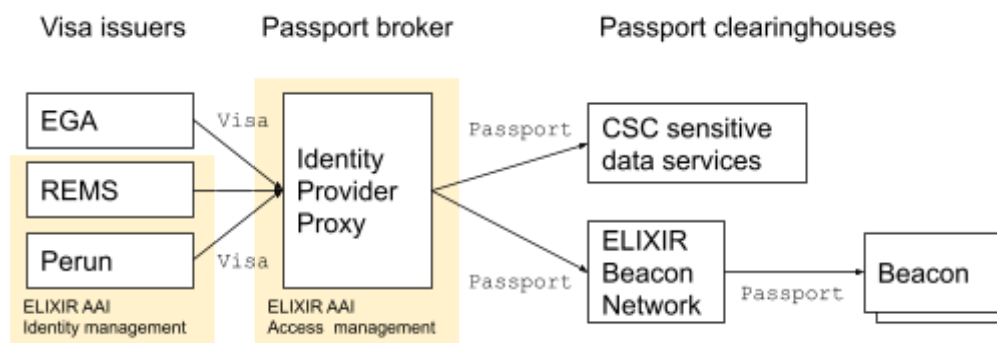 Visa issuers
Passport broker
Passport clearinghouses
EGA
REMS
Perun
ELIXIR AAI
Identity management
Visa
Visa
Identity
Provider
Proxy
ELIXIR AAI
Access management
Passport
Passport
CSC sensitive
data services
ELIXIR
Beacon
Network
Passport
Beacon